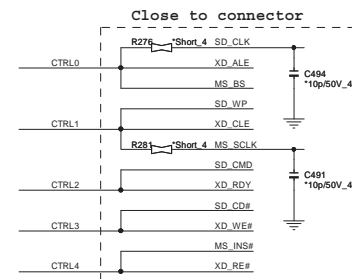 Close to connector
R276 *Short_4 SD_CLK
CTRL0 XD_ALE
MS_BS
C494
*10p/50V_4
SD_WP
CTRL1 XD_CLE
R281 *Short_4 MS_SCLK
SD_CMD
C491
*10p/50V_4
CTRL2 XD_RDY
SD_CD#
CTRL3 XD_WE#
MS_INS#
CTRL4 XD_RE#